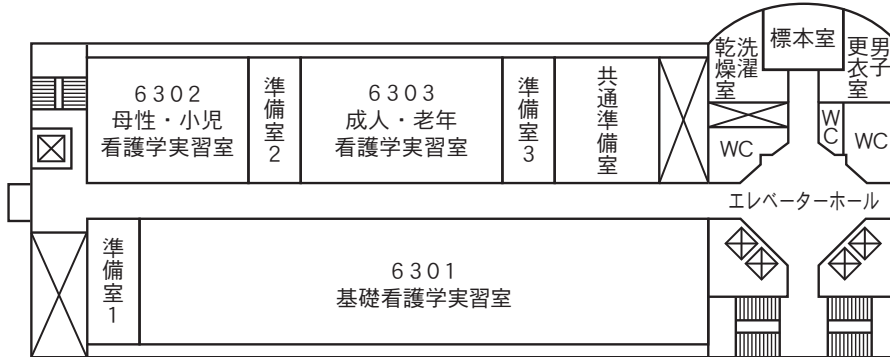 6302
母性・小児
看護学実習室
準備室2
6303
成人・老年
看護学実習室
準備室3
共通準備室
洗濯
乾燥室
標本室
男子
更衣室
WC
WC
WC
エレベーターホール
準備室1
6301
基礎看護学実習室